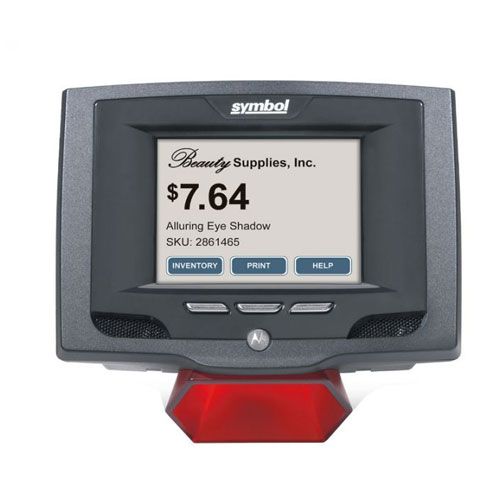 symbol
Beauty Supplies, Inc.
$7.64
Alluring Eye Shadow
SKU: 2861465
INVENTORY PRINT HELP